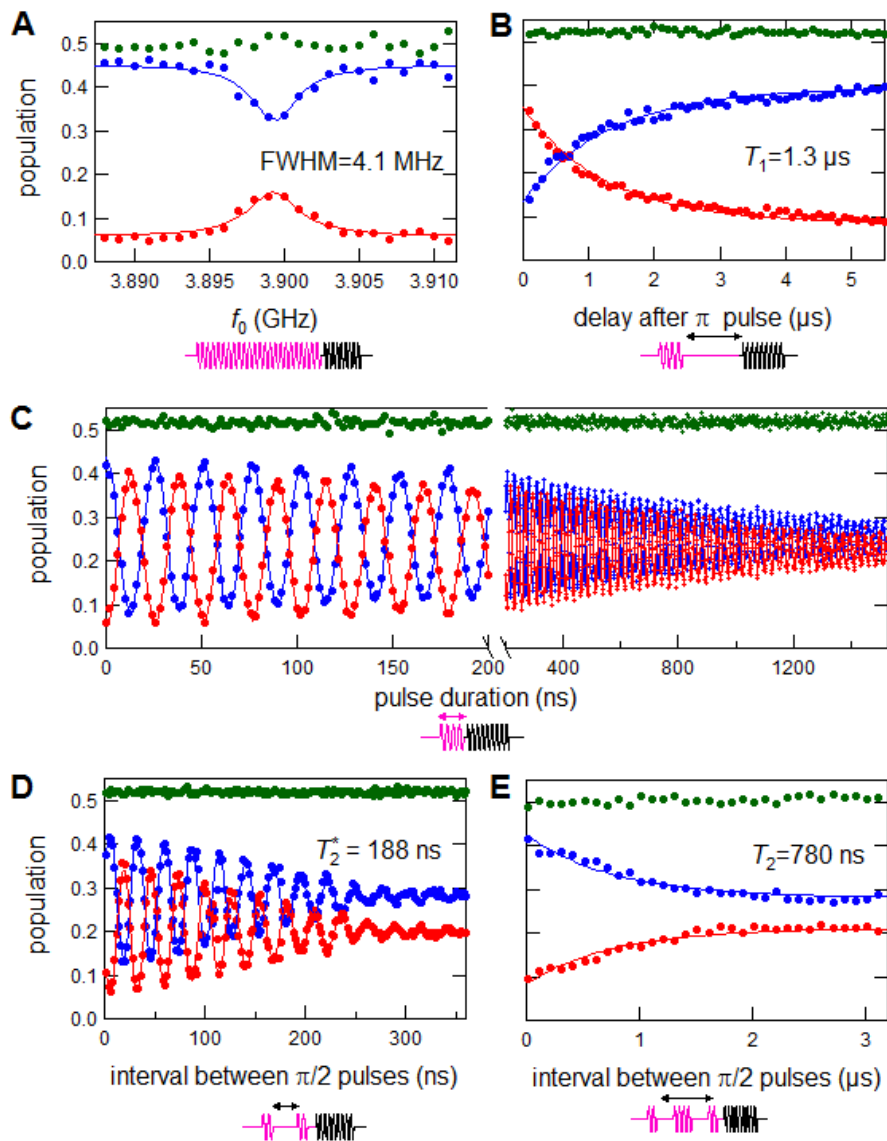 A
B
0.5
0.4
0.3
0.2
0.1
0.0
population
FWHM=4.1 MHz
T1=1.3 µs
3.890 3.895 3.900 3.905 3.910
0 1 2 3 4 5
f0 (GHz)
delay after π pulse (µs)
C
0.5
0.4
0.3
0.2
0.1
0.0
population
0 50 100 150 200 400 800 1200
pulse duration (ns)
D
E
0.5
0.4
0.3
0.2
0.1
0.0
population
T2* = 188 ns
T2=780 ns
0 100 200 300
0 1 2 3
interval between π/2 pulses (ns)
interval between π/2 pulses (µs)